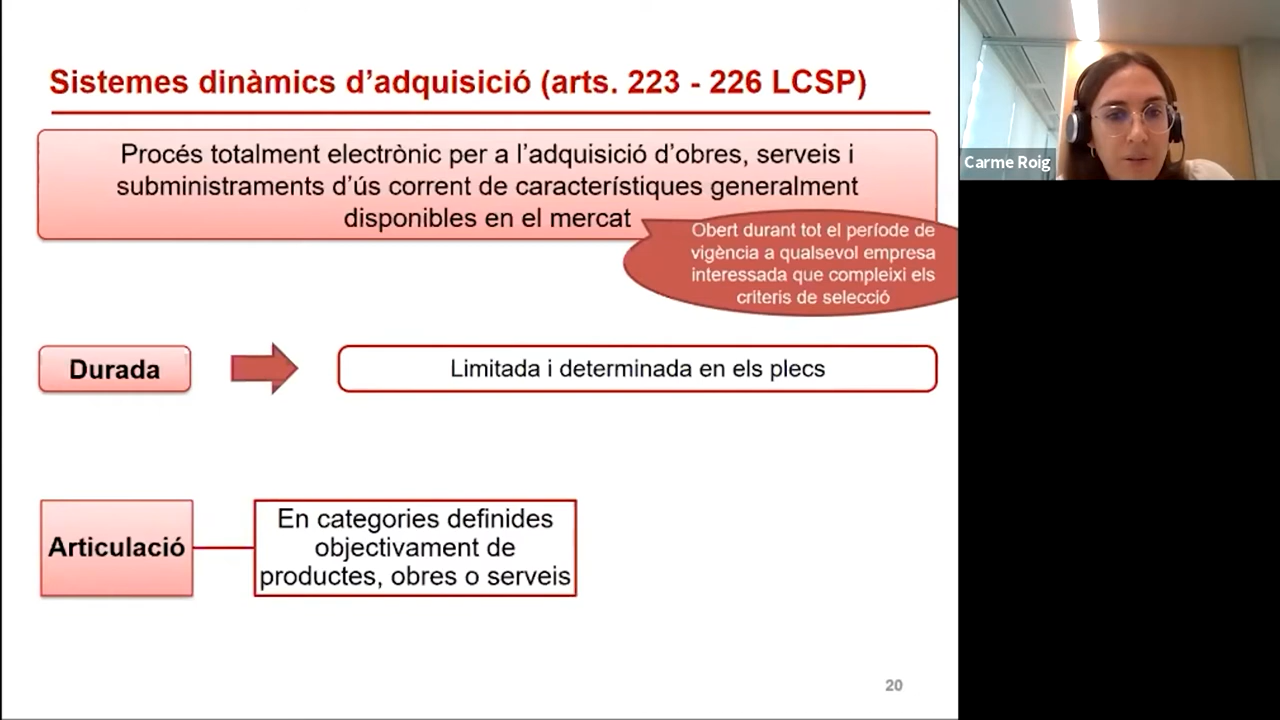 Sistemes dinàmics d’adquisició (arts. 223 - 226 LCSP)
Procés totalment electrònic per a l’adquisició d’obres, serveis i
subministraments d’ús corrent de característiques generalment
disponibles en el mercat
Obert durant tot el període de
vigència a qualsevol empresa
interessada que compleixi els
criteris de selecció
Durada
Limitada i determinada en els plecs
Articulació
En categories definides
objectivament de
productes, obres o serveis
20
Carme Roig